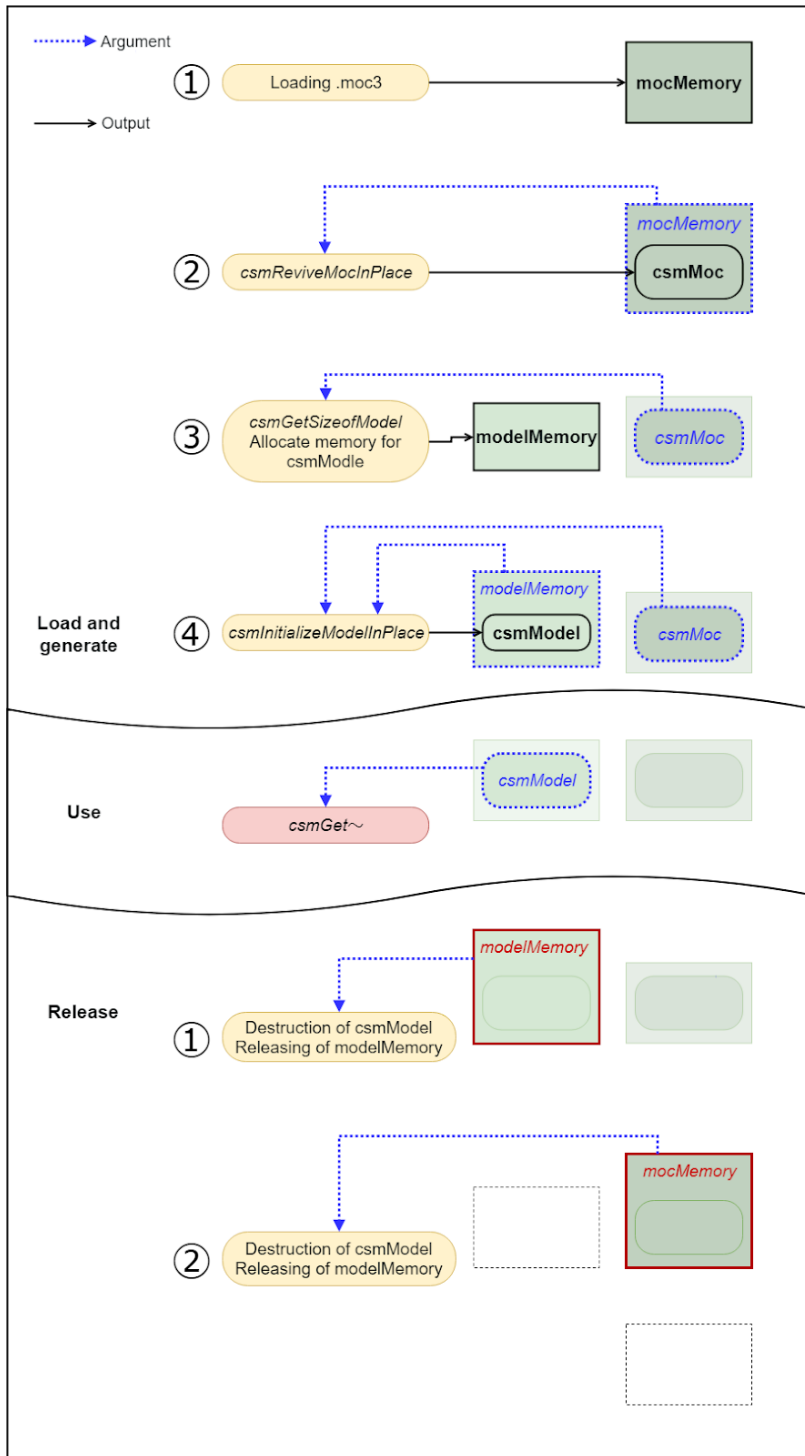 Argument
① Loading .moc3
mocMemory
Output
mocMemory
② csmReviveMocInPlace
csmMoc
③ csmGetSizeofModel
Allocate memory for
csmModle
modelMemory
csmMoc
Load and
generate
④ csmInitializeModelInPlace
modelMemory
csmModel
csmMoc
Use
csmModel
csmGet～
Release
modelMemory
① Destruction of csmModel
Releasing of modelMemory
mocMemory
② Destruction of csmModel
Releasing of modelMemory